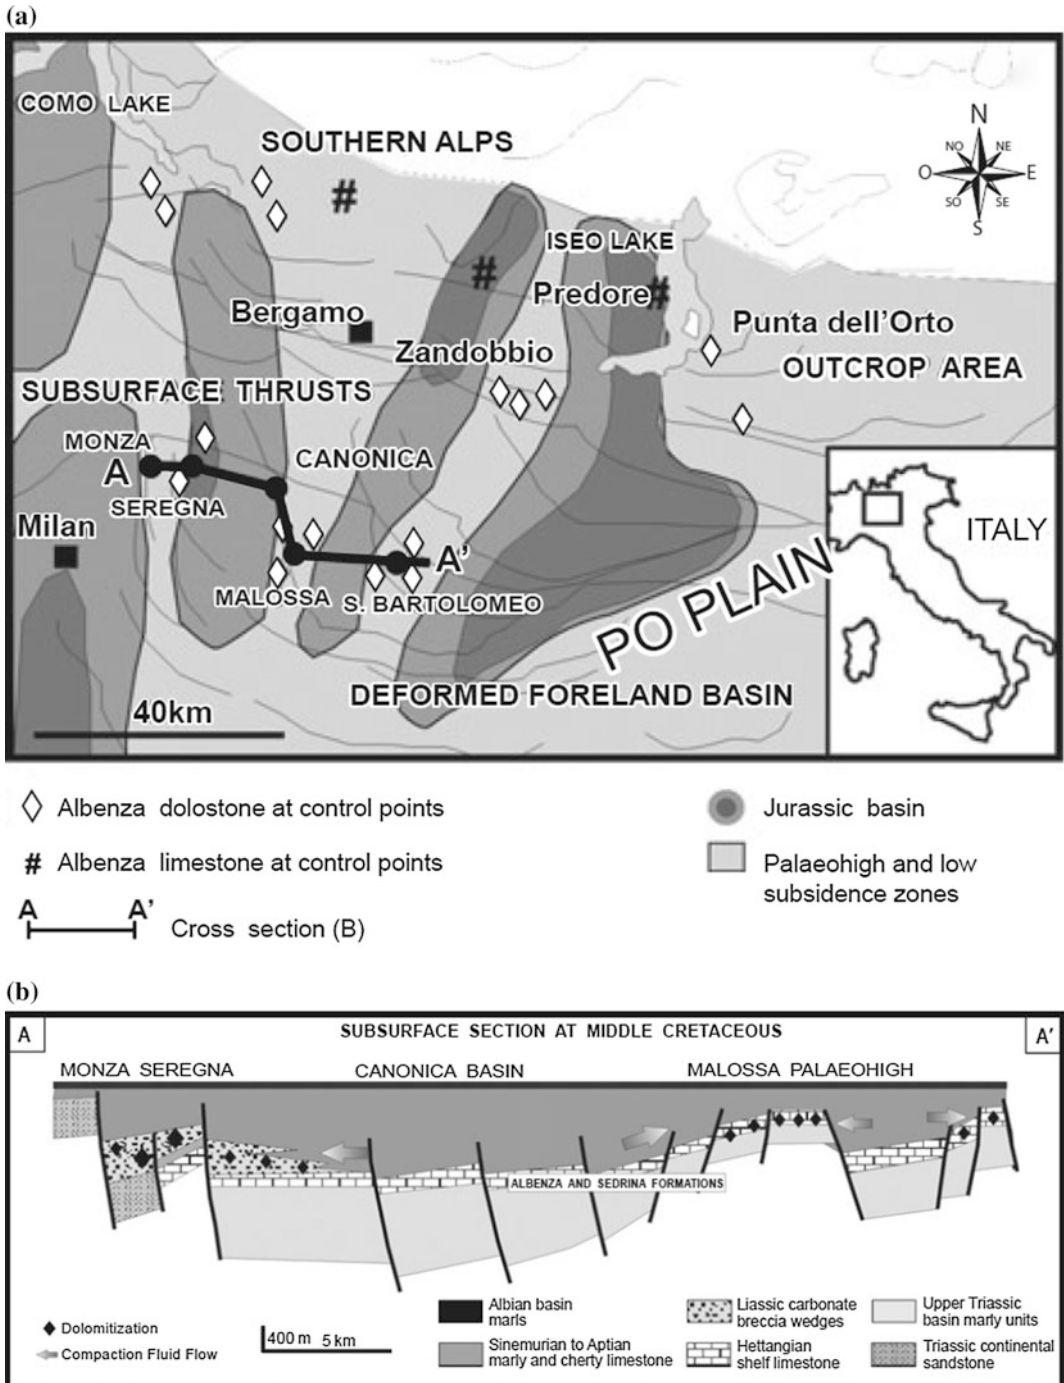 (a)
COMO LAKE
SOUTHERN ALPS
N
NO NE
O E
SO SE
S
ISEO LAKE
Predore
Bergamo
Punta dell'Orto
Zandobbio
OUTCROP AREA
SUBSURFACE THRUSTS
MONZA
CANONICA
A
SEREGNA
Milan
ITALY
A'
MALOSSA
S. BARTOLOMEO
PO PLAIN
DEFORMED FORELAND BASIN
40km
Albenza dolostone at control points
Jurassic basin
# Albenza limestone at control points
Palaeohigh and low
subsidence zones
A A'
Cross section (B)
(b)
A
SUBSURFACE SECTION AT MIDDLE CRETACEOUS
A'
MONZA SEREGNA
CANONICA BASIN
MALOSSA PALAEOHIGH
ALBENZA AND SEDRINA FORMATIONS
Dolomitization
Compaction Fluid Flow
400 m 5 km
Albian basin
marls
Sinemurian to Aptian
marly and cherty limestone
Liassic carbonate
breccia wedges
Hettangian
shelf limestone
Upper Triassic
basin marly units
Triassic continental
sandstone